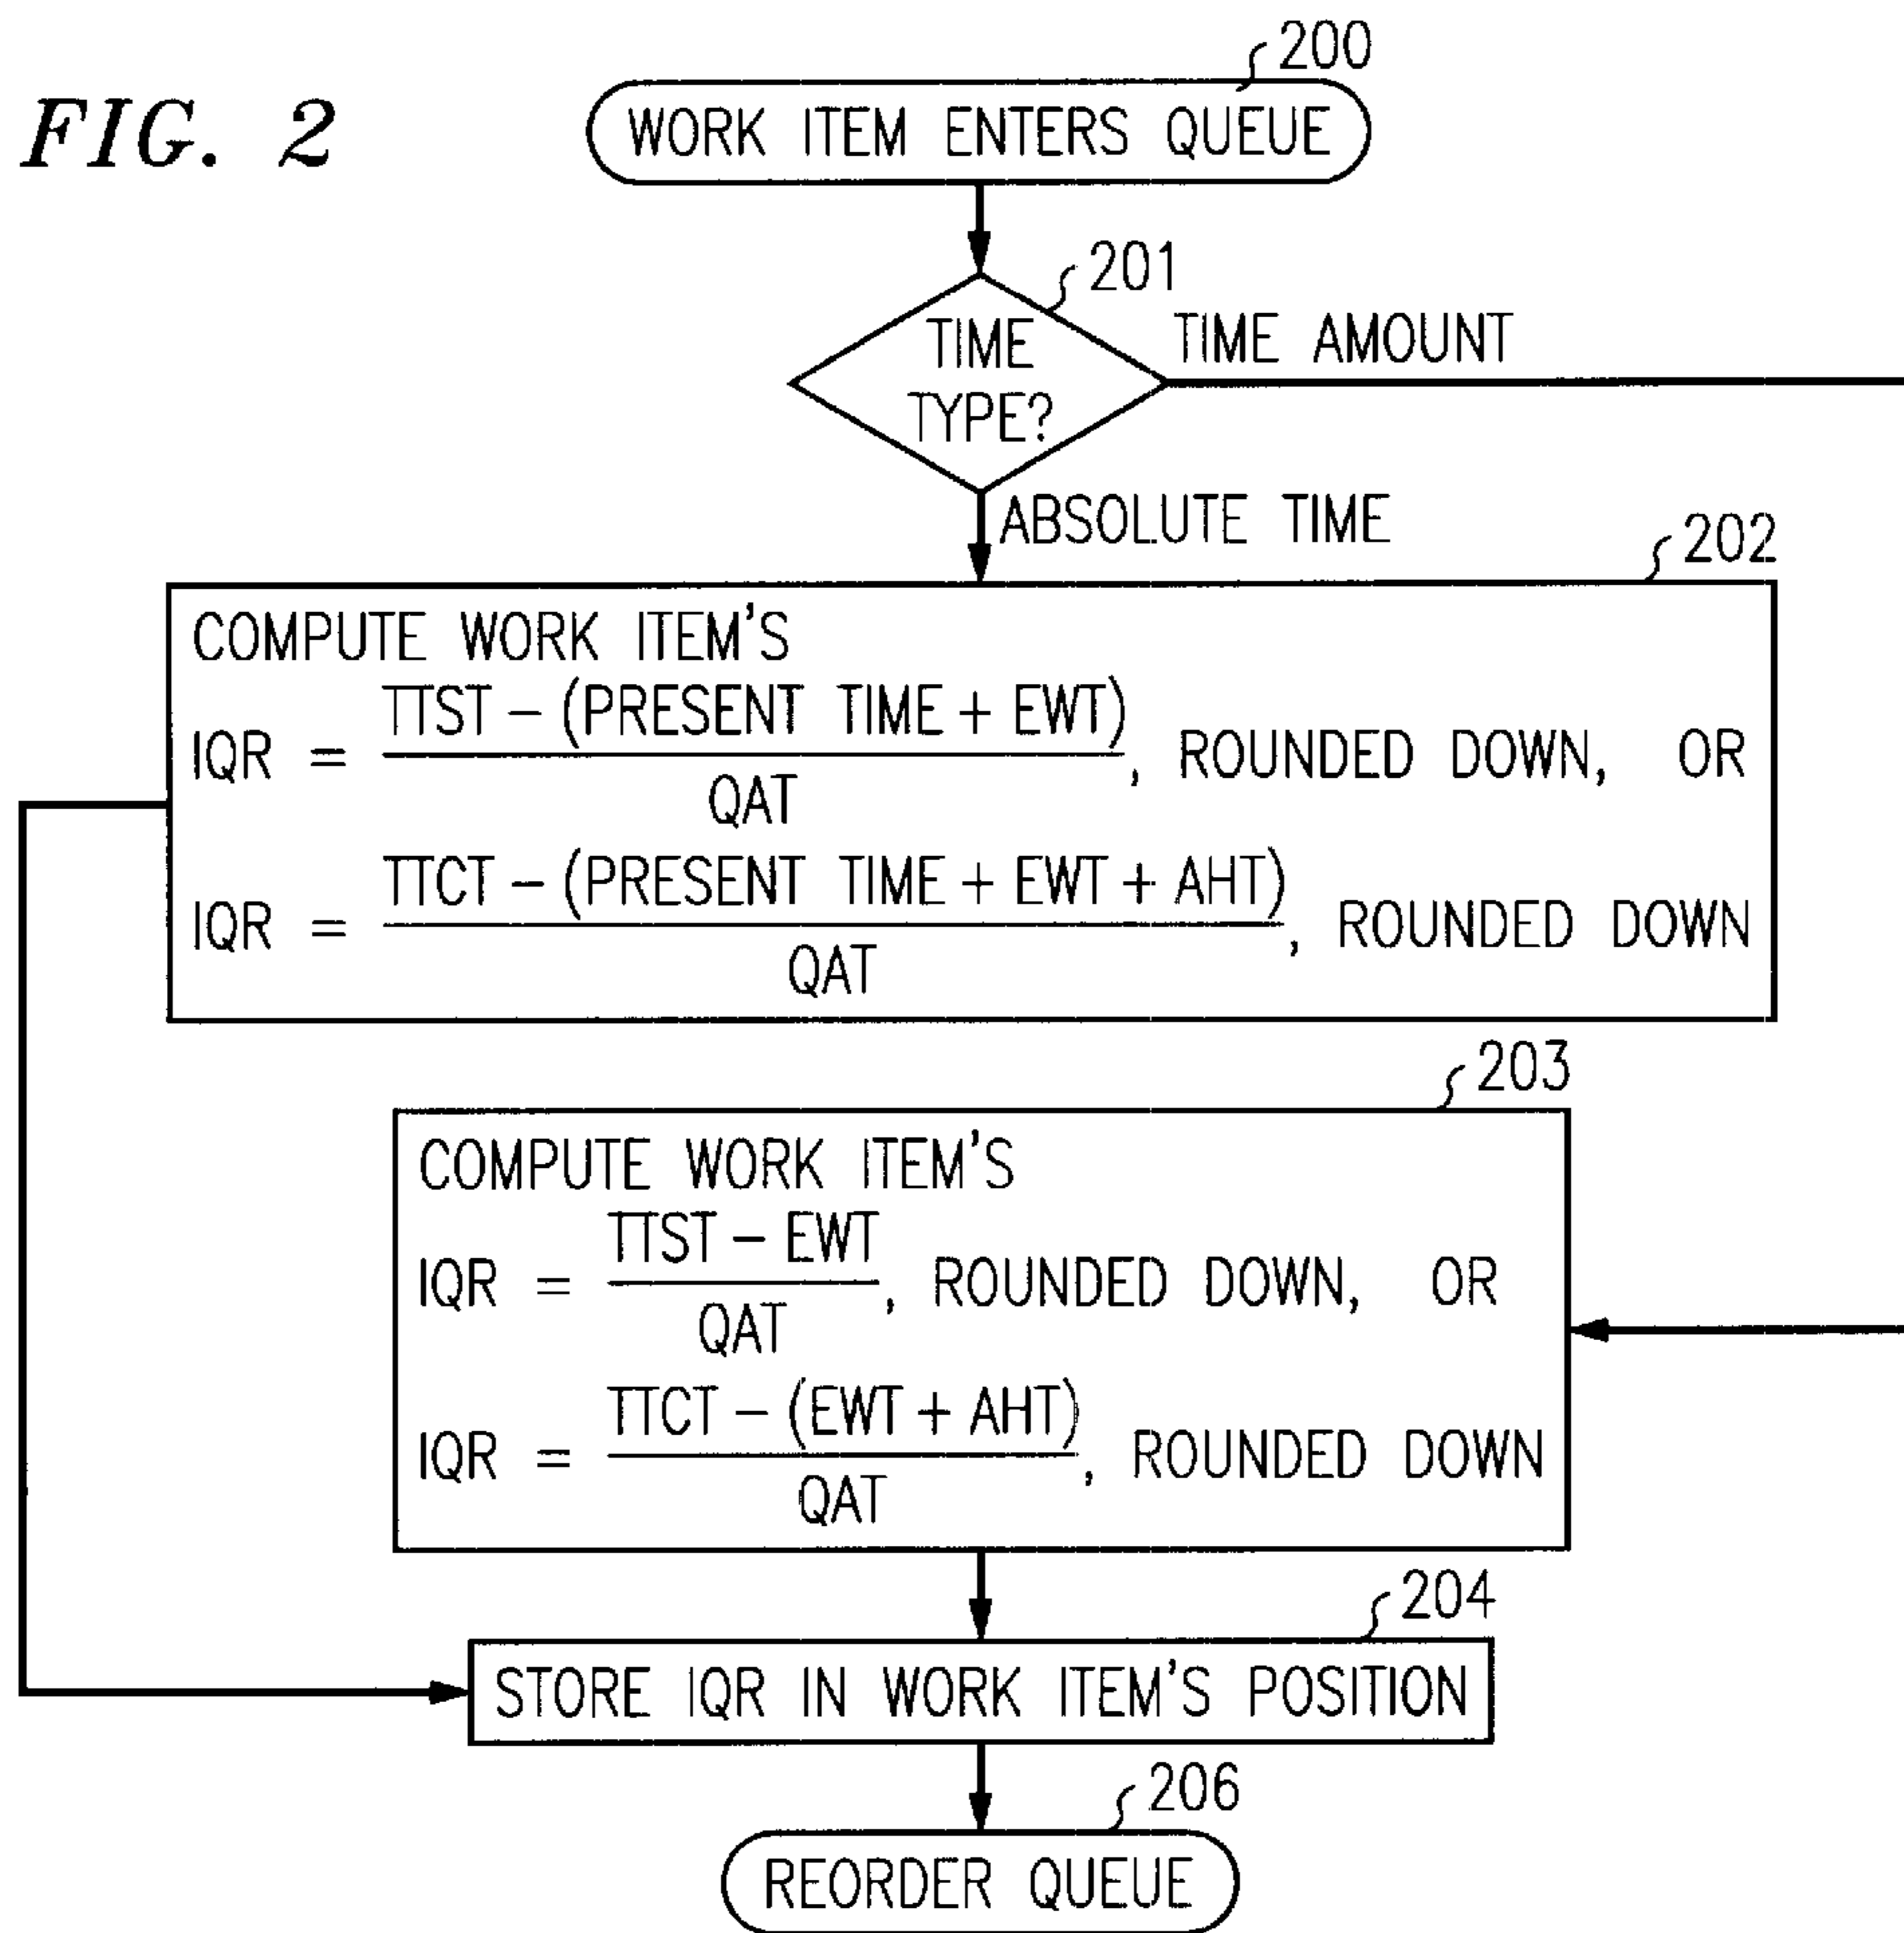 FIG. 2
200
WORK ITEM ENTERS QUEUE
201
TIME
TYPE?
TIME AMOUNT
ABSOLUTE TIME
202
COMPUTE WORK ITEM'S
IQR = TTST – (PRESENT TIME + EWT) / QAT, ROUNDED DOWN, OR
IQR = TTCT – (PRESENT TIME + EWT + AHT) / QAT, ROUNDED DOWN
203
COMPUTE WORK ITEM'S
IQR = TTST – EWT / QAT, ROUNDED DOWN, OR
IQR = TTCT – (EWT + AHT) / QAT, ROUNDED DOWN
204
STORE IQR IN WORK ITEM'S POSITION
206
REORDER QUEUE